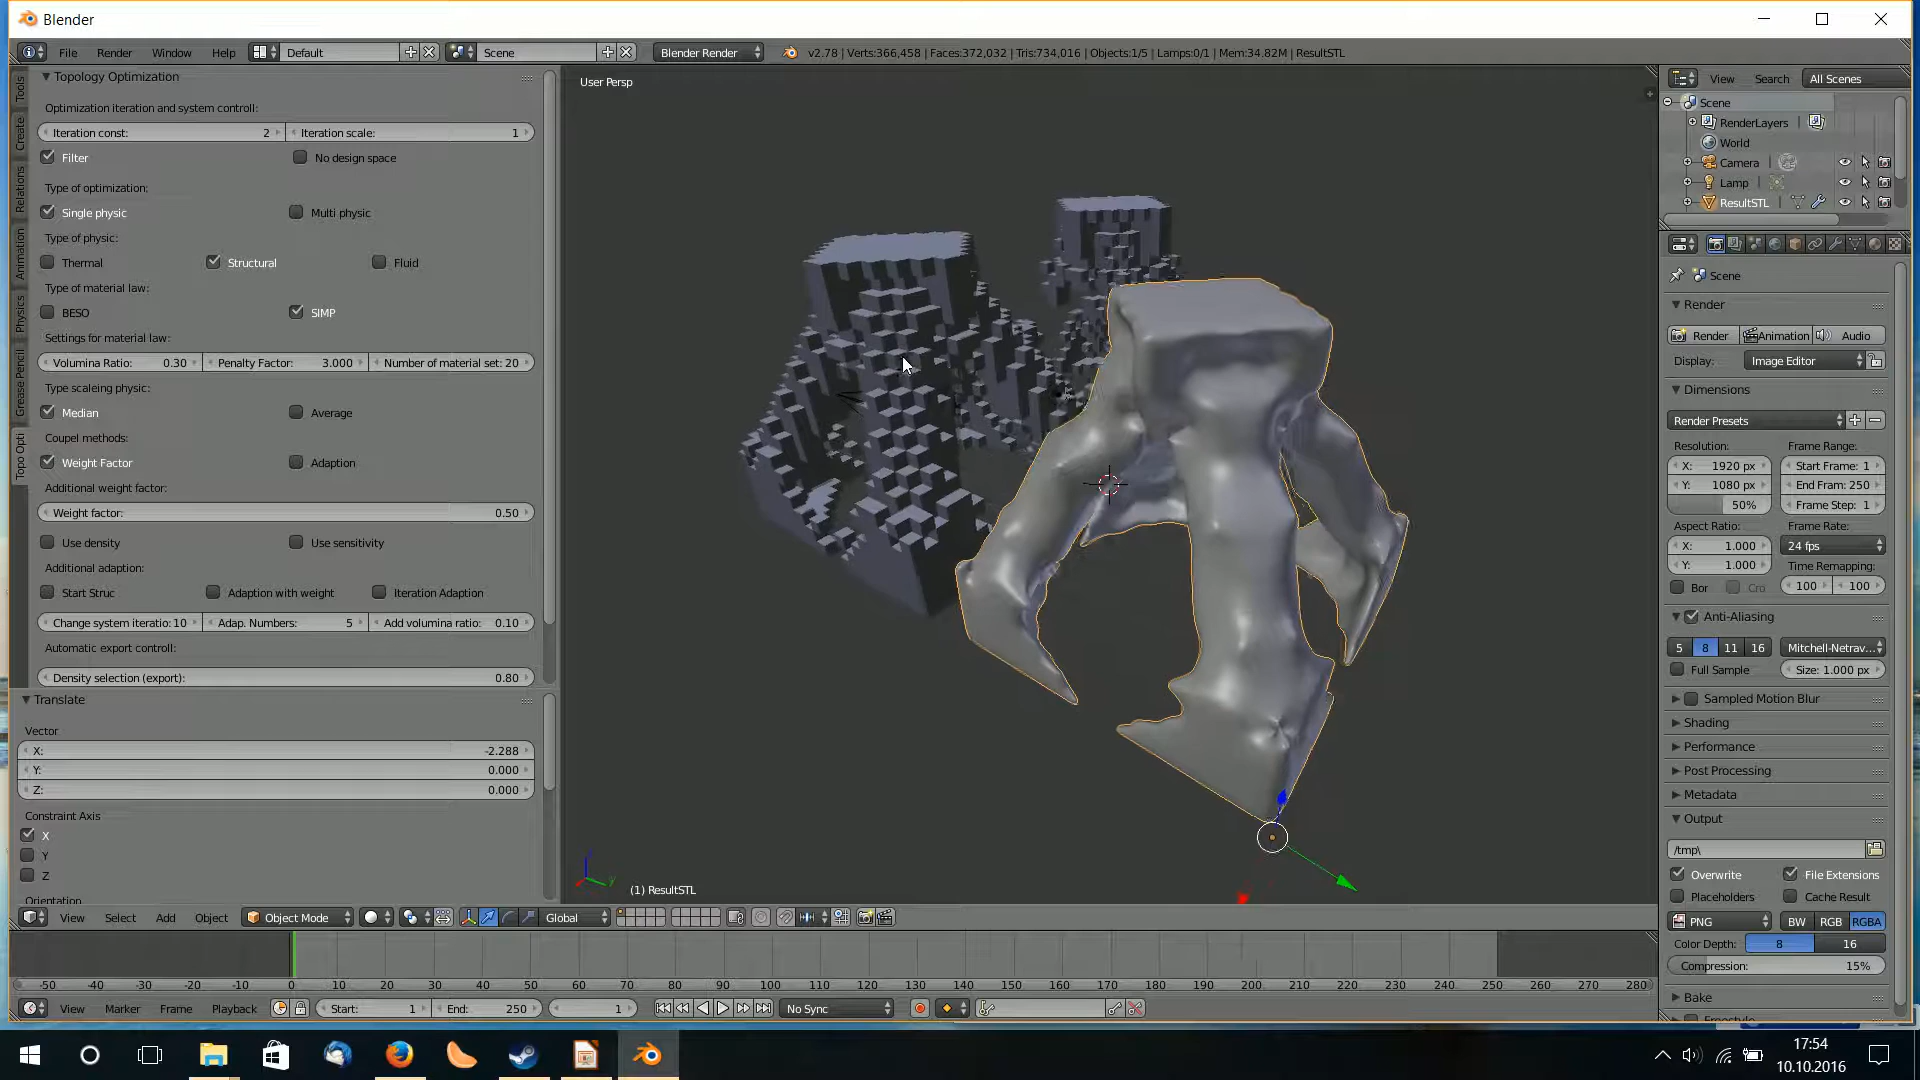 Blender
File Render Window Help Default Scene Blender Render v2.78 | Verts:366,458 | Faces:372,032 | Tris:734,016 | Objects:1/5 | Lamps:0/1 | Mem:34.82M | ResultSTL
Tools
Create
Relations
Animation
Physics
Grease Pencil
Topo Opti
Topology Optimization
Optimization iteration and system controll:
Iteration const: 2 Iteration scale: 1
Filter No design space
Type of optimization:
Single physic Multi physic
Type of physic:
Thermal Structural Fluid
Type of material law:
BESO SIMP
Settings for material law:
Volumina Ratio: 0.30 Penalty Factor: 3.000 Number of material set: 20
Type scaleing physic:
Median Average
Coupel methods:
Weight Factor Adaption
Additional weight factor:
Weight factor: 0.50
Use density Use sensitivity
Additional adaption:
Start Struc Adaption with weight Iteration Adaption
Change system iteratio: 10 Adap. Numbers: 5 Add volumina ratio: 0.10
Automatic export controll:
Density selection (export): 0.80
Translate
Vector
X: -2.288
Y: 0.000
Z: 0.000
Constraint Axis
X
Y
Z
Orientation
User Persp
(1) ResultSTL
View Select Add Object Object Mode Global
-50 -40 -30 -20 -10 0 10 20 30 40 50 60 70 80 90 100 110 120 130 140 150 160 170 180 190 200 210 220 230 240 250 260 270 280
View Marker Frame Playback Start: 1 End: 250 1 No Sync
View Search All Scenes
Scene
RenderLayers
World
Camera
Lamp
ResultSTL
Scene
Render
Render Animation Audio
Display: Image Editor
Dimensions
Render Presets
Resolution: Frame Range:
X: 1920 px Start Frame: 1
Y: 1080 px End Fram: 250
50% Frame Step: 1
Aspect Ratio: Frame Rate:
X: 1.000 24 fps
Y: 1.000 Time Remapping:
Bor Cro 100 100
Anti-Aliasing
5 8 11 16 Mitchell-Netrav...
Full Sample Size: 1.000 px
Sampled Motion Blur
Shading
Performance
Post Processing
Metadata
Output
/tmp\
Overwrite File Extensions
Placeholders Cache Result
PNG BW RGB RGBA
Color Depth: 8 16
Compression: 15%
Bake
Freestyle
17:54
10.10.2016